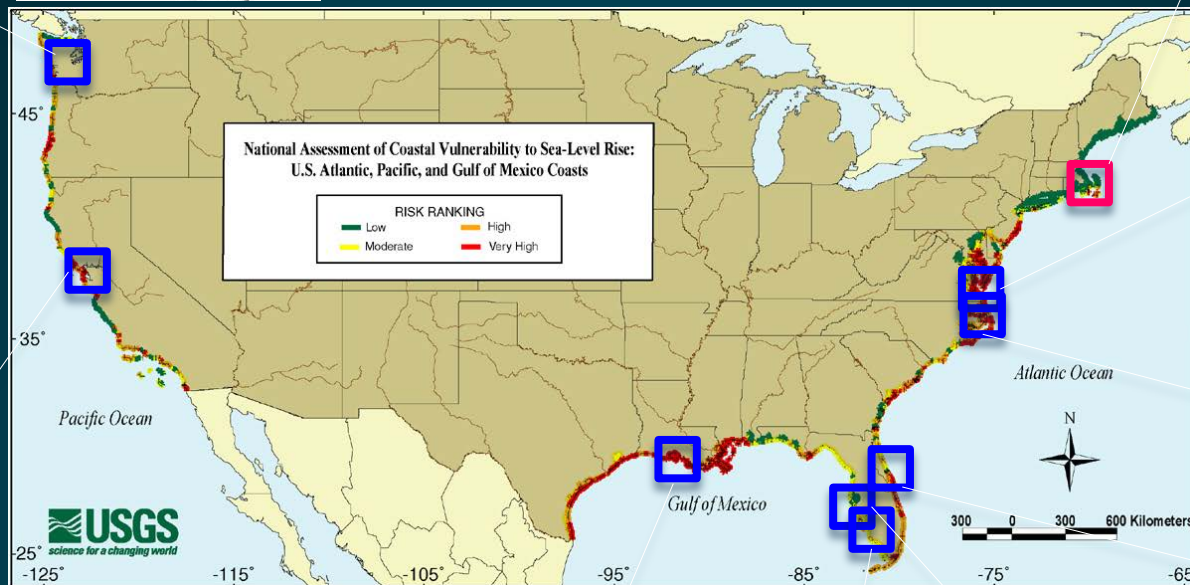 National Assessment of Coastal Vulnerability to Sea-Level Rise:
U.S. Atlantic, Pacific, and Gulf of Mexico Coasts
RISK RANKING
Low
High
Moderate
Very High
45°
35°
25°
Pacific Ocean
Atlantic Ocean
Gulf of Mexico
N
USGS
science for a changing world
300 0 300 600 Kilometers
-125° -115° -105° -95° -85° -75° -65